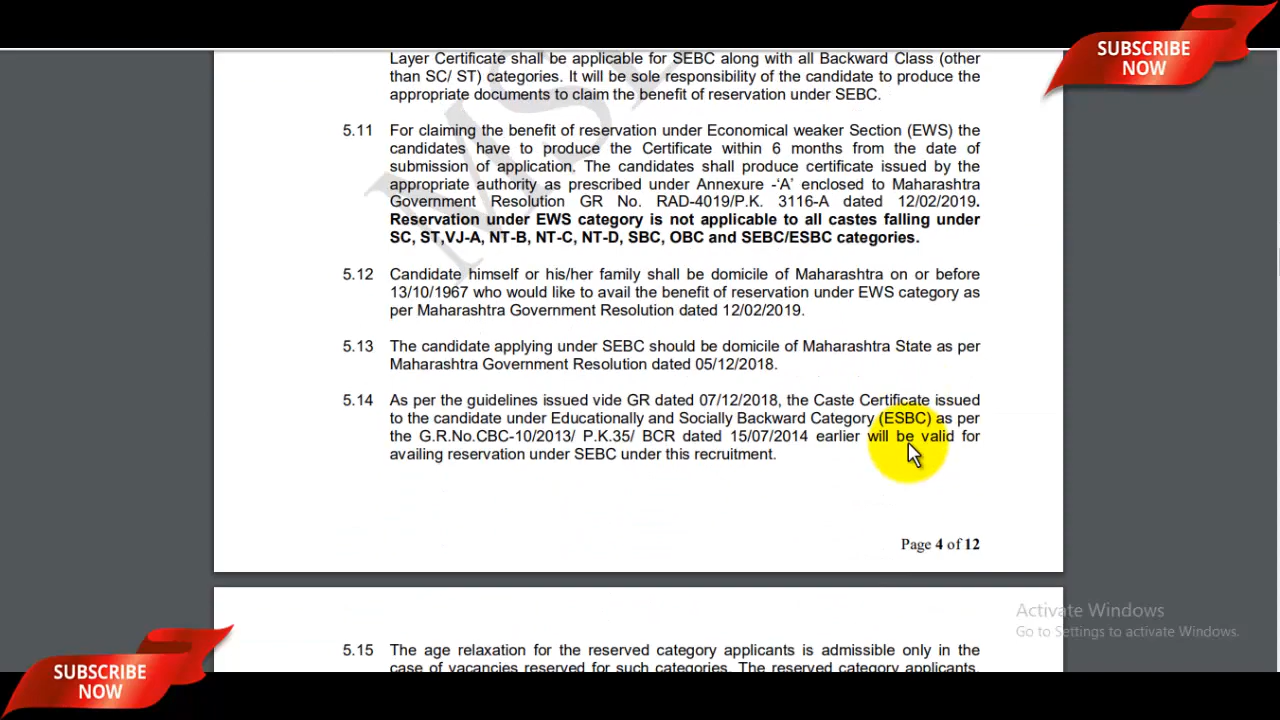 SUBSCRIBE
NOW
Layer Certificate shall be applicable for SEBC along with all Backward Class (other
than SC/ ST) categories. It will be sole responsibility of the candidate to produce the
appropriate documents to claim the benefit of reservation under SEBC.
5.11 For claiming the benefit of reservation under Economical weaker Section (EWS) the
candidates have to produce the Certificate within 6 months from the date of
submission of application. The candidates shall produce certificate issued by the
appropriate authority as prescribed under Annexure -‘A’ enclosed to Maharashtra
Government Resolution GR No. RAD-4019/P.K. 3116-A dated 12/02/2019.
Reservation under EWS category is not applicable to all castes falling under
SC, ST,VJ-A, NT-B, NT-C, NT-D, SBC, OBC and SEBC/ESBC categories.
5.12 Candidate himself or his/her family shall be domicile of Maharashtra on or before
13/10/1967 who would like to avail the benefit of reservation under EWS category as
per Maharashtra Government Resolution dated 12/02/2019.
5.13 The candidate applying under SEBC should be domicile of Maharashtra State as per
Maharashtra Government Resolution dated 05/12/2018.
5.14 As per the guidelines issued vide GR dated 07/12/2018, the Caste Certificate issued
to the candidate under Educationally and Socially Backward Category (ESBC) as per
the G.R.No.CBC-10/2013/ P.K.35/ BCR dated 15/07/2014 earlier will be valid for
availing reservation under SEBC under this recruitment.
Page 4 of 12
Activate Windows
Go to Settings to activate Windows.
5.15 The age relaxation for the reserved category applicants is admissible only in the
case of vacancies reserved for such categories. The reserved category applicants,
SUBSCRIBE
NOW